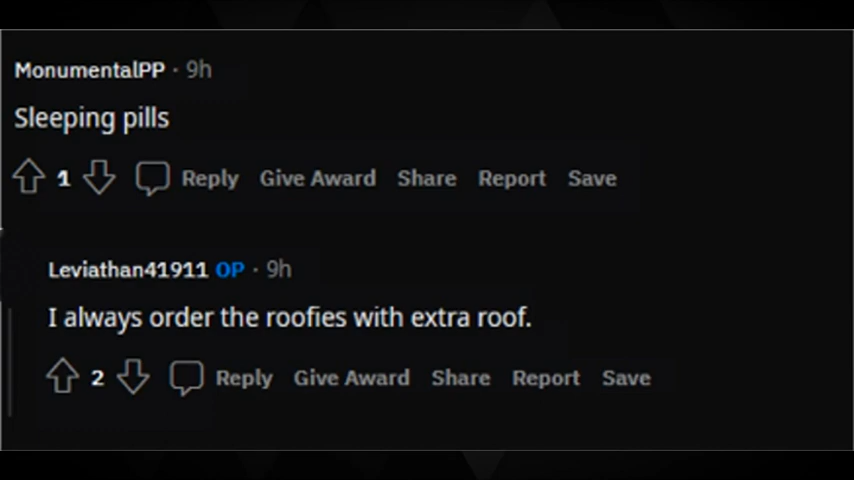 MonumentalPP · 9h
Sleeping pills
1 Reply Give Award Share Report Save
Leviathan41911 OP · 9h
I always order the roofies with extra roof.
2 Reply Give Award Share Report Save